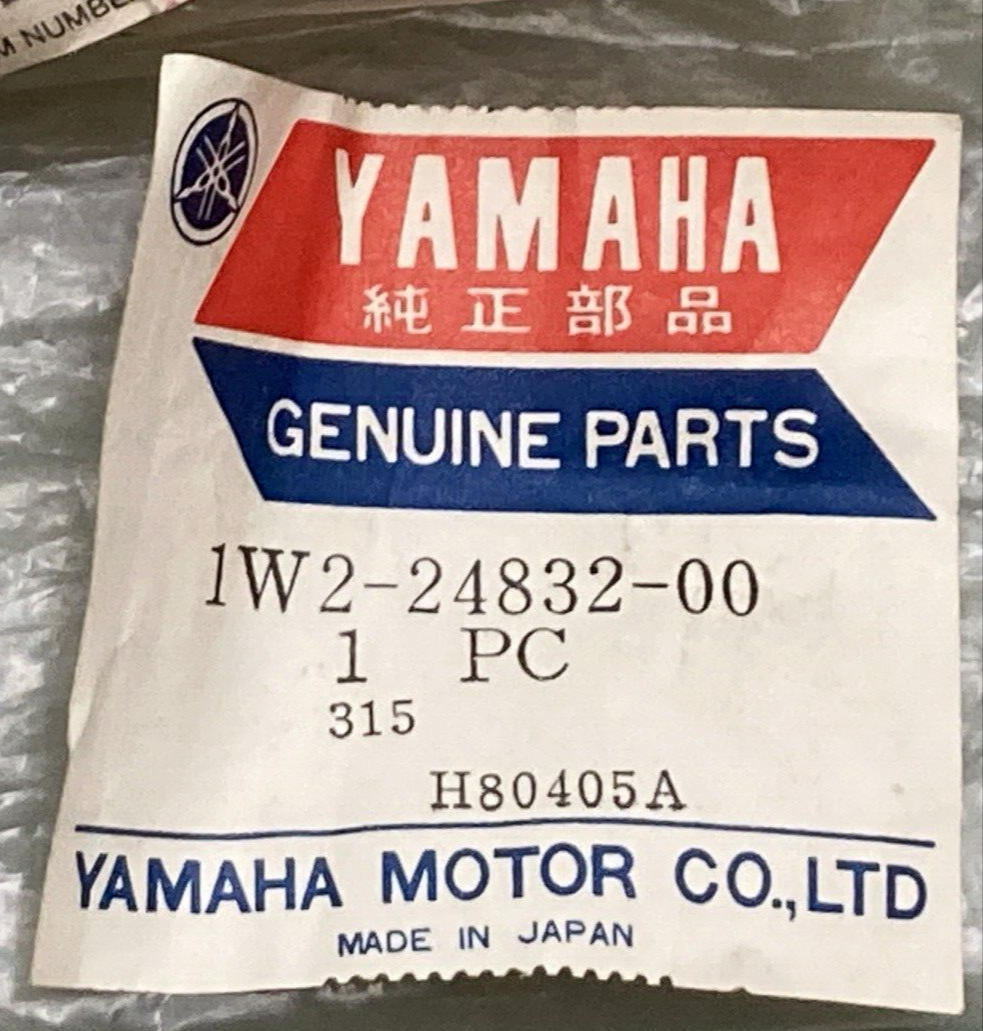 M NUMBE
YAMAHA
純正部品
GENUINE PARTS
1W2-24832-00
1 PC
315
H80405A
YAMAHA MOTOR CO.,LTD
MADE IN JAPAN